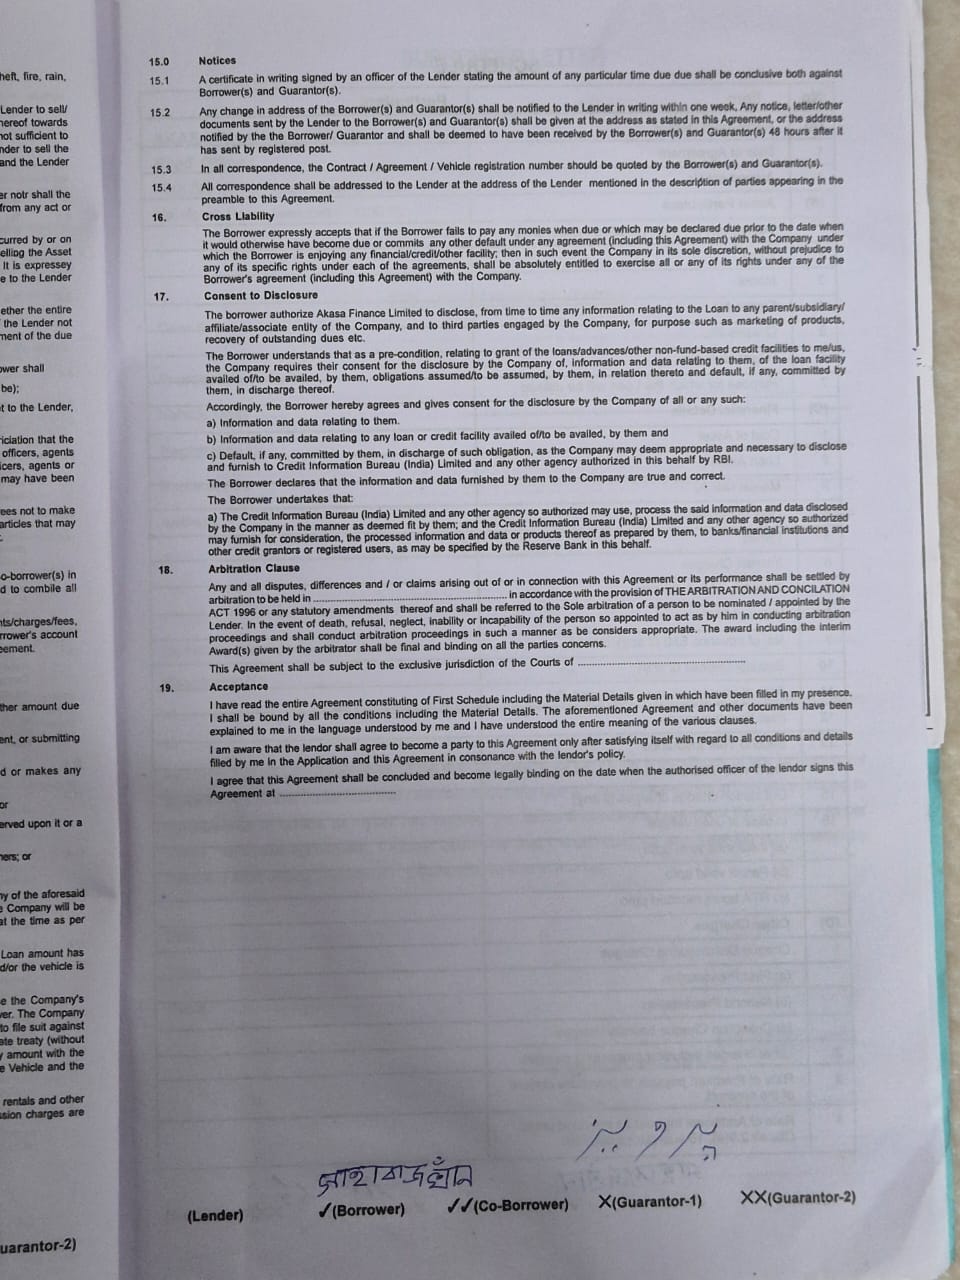 heft, fire, rain,
Lender to sell/
hereof towards
not sufficient to
nder to sell the
and the Lender
er notr shall the
from any act or
curred by or on
elling the Asset
It is expressey
e to the Lender
ether the entire
the Lender not
ment of the due
ower shall
be);
t to the Lender,
riciation that the
officers, agents
icers, agents or
may have been
ees not to make
articles that may
o-borrower(s) in
d to combile all
nts/charges/fees,
rrower's account
eement.
ther amount due
ent, or submitting
d or makes any
or
erved upon it or a
ners; or
ny of the aforesaid
e Company will be
at the time as per
Loan amount has
d/or the vehicle is
e the Company's
ver. The Company
to file suit against
ate treaty (without
y amount with the
e Vehicle and the
rentals and other
ssion charges are
uarantor-2)
15.0 Notices
15.1 A certificate in writing signed by an officer of the Lender stating the amount of any particular time due due shall be conclusive both against
Borrower(s) and Guarantor(s).
15.2 Any change in address of the Borrower(s) and Guarantor(s) shall be notified to the Lender in writing within one week, Any notice, letter/other
documents sent by the Lender to the Borrower(s) and Guarantor(s) shall be given at the address as stated in this Agreement, or the address
notified by the the Borrower/ Guarantor and shall be deemed to have been received by the Borrower(s) and Guarantor(s) 48 hours after it
has sent by registered post.
15.3 In all correspondence, the Contract / Agreement / Vehicle registration number should be quoted by the Borrower(s) and Guarantor(s).
15.4 All correspondence shall be addressed to the Lender at the address of the Lender mentioned in the description of parties appearing in the
preamble to this Agreement.
16. Cross Liability
The Borrower expressly accepts that if the Borrower fails to pay any monies when due or which may be declared due prior to the date when
it would otherwise have become due or commits any other default under any agreement (including this Agreement) with the Company under
which the Borrower is enjoying any financial/credit/other facility; then in such event the Company in its sole discretion, without prejudice to
any of its specific rights under each of the agreements, shall be absolutely entitled to exercise all or any of its rights under any of the
Borrower's agreement (including this Agreement) with the Company.
17. Consent to Disclosure
The borrower authorize Akasa Finance Limited to disclose, from time to time any information relating to the Loan to any parent/subsidiary/
affiliate/associate entity of the Company, and to third parties engaged by the Company, for purpose such as marketing of products,
recovery of outstanding dues etc.
The Borrower understands that as a pre-condition, relating to grant of the loans/advances/other non-fund-based credit facilities to me/us,
the Company requires their consent for the disclosure by the Company of, information and data relating to them, of the loan facility
availed of/to be availed, by them, obligations assumed/to be assumed, by them, in relation thereto and default, if any, committed by
them, in discharge thereof.
Accordingly, the Borrower hereby agrees and gives consent for the disclosure by the Company of all or any such:
a) Information and data relating to them.
b) Information and data relating to any loan or credit facility availed of/to be availed, by them and
c) Default, if any, committed by them, in discharge of such obligation, as the Company may deem appropriate and necessary to disclose
and furnish to Credit Information Bureau (India) Limited and any other agency authorized in this behalf by RBI.
The Borrower declares that the information and data furnished by them to the Company are true and correct.
The Borrower undertakes that:
a) The Credit Information Bureau (India) Limited and any other agency so authorized may use, process the said information and data disclosed
by the Company in the manner as deemed fit by them; and the Credit Information Bureau (India) Limited and any other agency so authorized
may furnish for consideration, the processed information and data or products thereof as prepared by them, to banks/financial institutions and
other credit grantors or registered users, as may be specified by the Reserve Bank in this behalf.
18. Arbitration Clause
Any and all disputes, differences and / or claims arising out of or in connection with this Agreement or its performance shall be settled by
arbitration to be held in ........................................ in accordance with the provision of THE ARBITRATION AND CONCILATION
ACT 1996 or any statutory amendments thereof and shall be referred to the Sole arbitration of a person to be nominated / appointed by the
Lender. In the event of death, refusal, neglect, inability or incapability of the person so appointed to act as by him in conducting arbitration
proceedings and shall conduct arbitration proceedings in such a manner as be considers appropriate. The award including the interim
Award(s) given by the arbitrator shall be final and binding on all the parties concerns.
This Agreement shall be subject to the exclusive jurisdiction of the Courts of ........................................
19. Acceptance
I have read the entire Agreement constituting of First Schedule including the Material Details given in which have been filled in my presence.
I shall be bound by all the conditions including the Material Details. The aforementioned Agreement and other documents have been
explained to me in the language understood by me and I have understood the entire meaning of the various clauses.
I am aware that the lendor shall agree to become a party to this Agreement only after satisfying itself with regard to all conditions and details
filled by me in the Application and this Agreement in consonance with the lendor's policy.
I agree that this Agreement shall be concluded and become legally binding on the date when the authorised officer of the lendor signs this
Agreement at ..............................
(Lender) ✓(Borrower) ✓✓(Co-Borrower) X(Guarantor-1) XX(Guarantor-2)